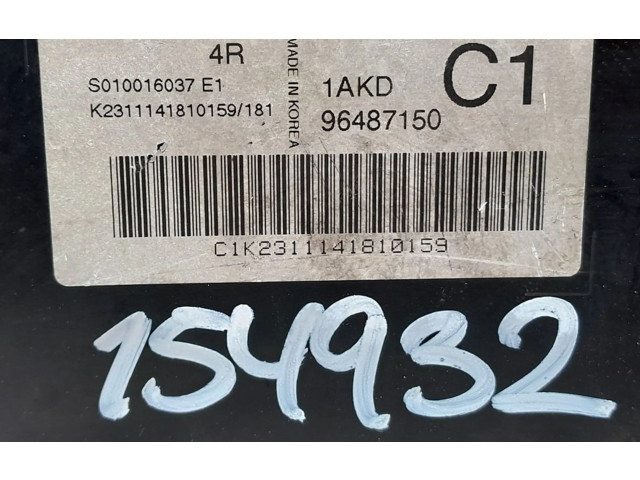 4R
S010016037 E1
K2311141810159/181
MADE IN KOREA
1AKD
96487150
C1
C1K2311141810159
154932